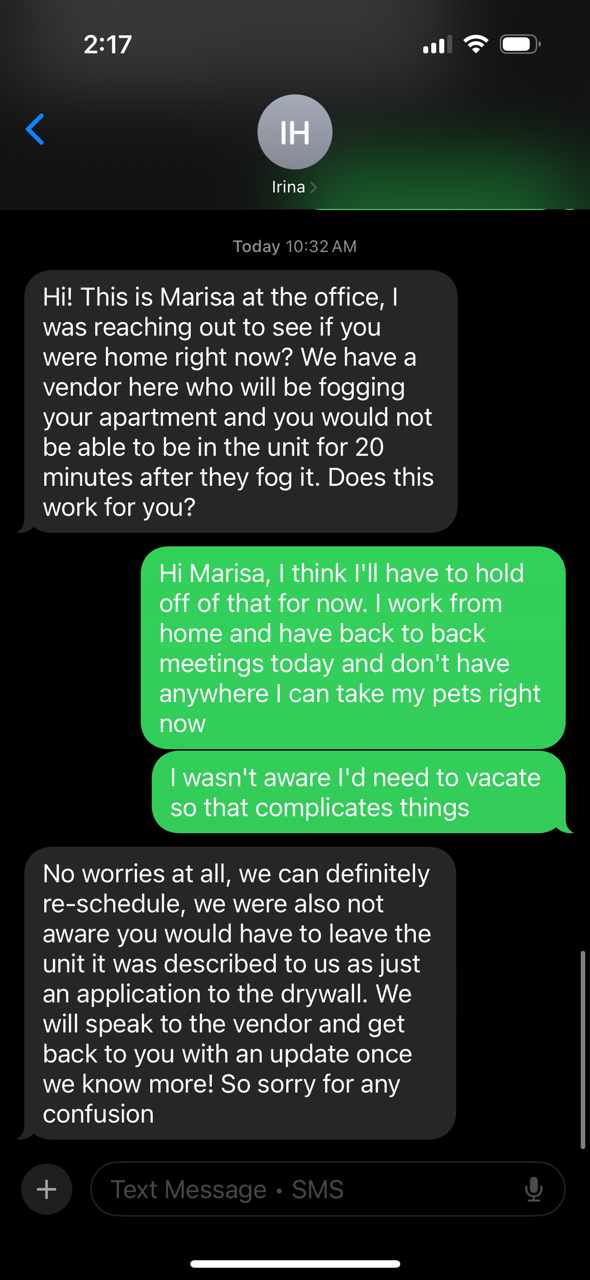 2:17
IH
Irina
Today 10:32 AM
Hi! This is Marisa at the office, I
was reaching out to see if you
were home right now? We have a
vendor here who will be fogging
your apartment and you would not
be able to be in the unit for 20
minutes after they fog it. Does this
work for you?
Hi Marisa, I think I'll have to hold
off of that for now. I work from
home and have back to back
meetings today and don't have
anywhere I can take my pets right
now
I wasn't aware I'd need to vacate
so that complicates things
No worries at all, we can definitely
re-schedule, we were also not
aware you would have to leave the
unit it was described to us as just
an application to the drywall. We
will speak to the vendor and get
back to you with an update once
we know more! So sorry for any
confusion
Text Message • SMS